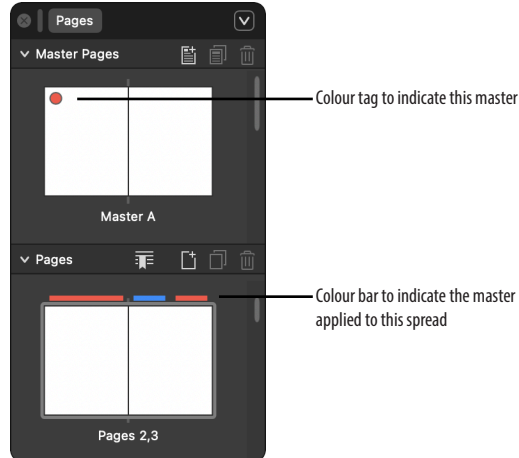 Pages
Master Pages
Colour tag to indicate this master
Master A
Pages
Colour bar to indicate the master
applied to this spread
Pages 2,3